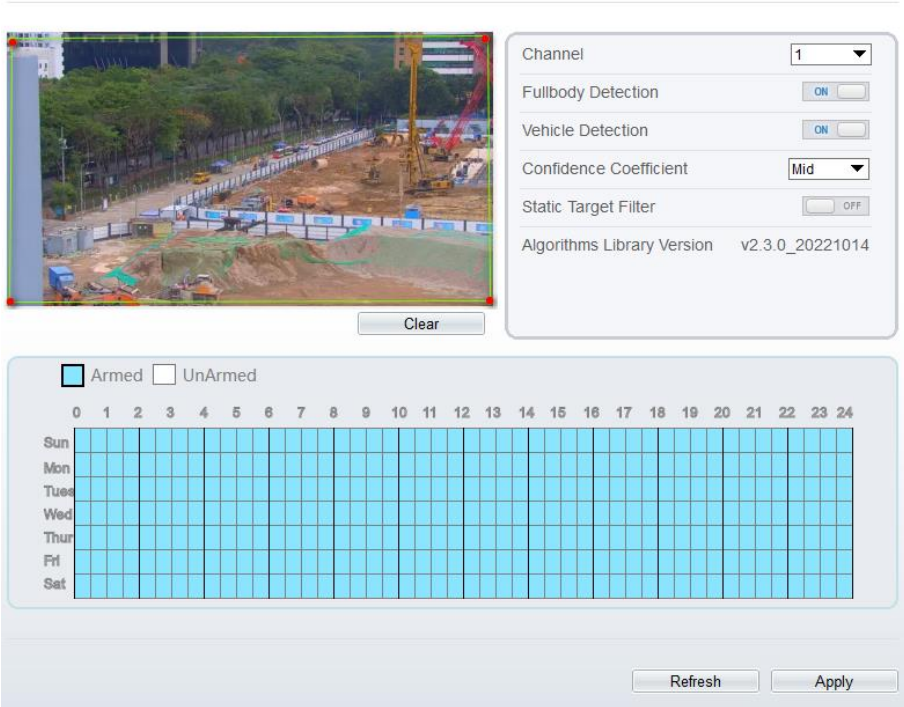 Channel 1
Fullbody Detection ON
Vehicle Detection ON
Confidence Coefficient Mid
Static Target Filter OFF
Algorithms Library Version v2.3.0_20221014
Clear
Armed UnArmed
0 1 2 3 4 5 6 7 8 9 10 11 12 13 14 15 16 17 18 19 20 21 22 23 24
Sun
Mon
Tues
Wed
Thur
Fri
Sat
Refresh Apply